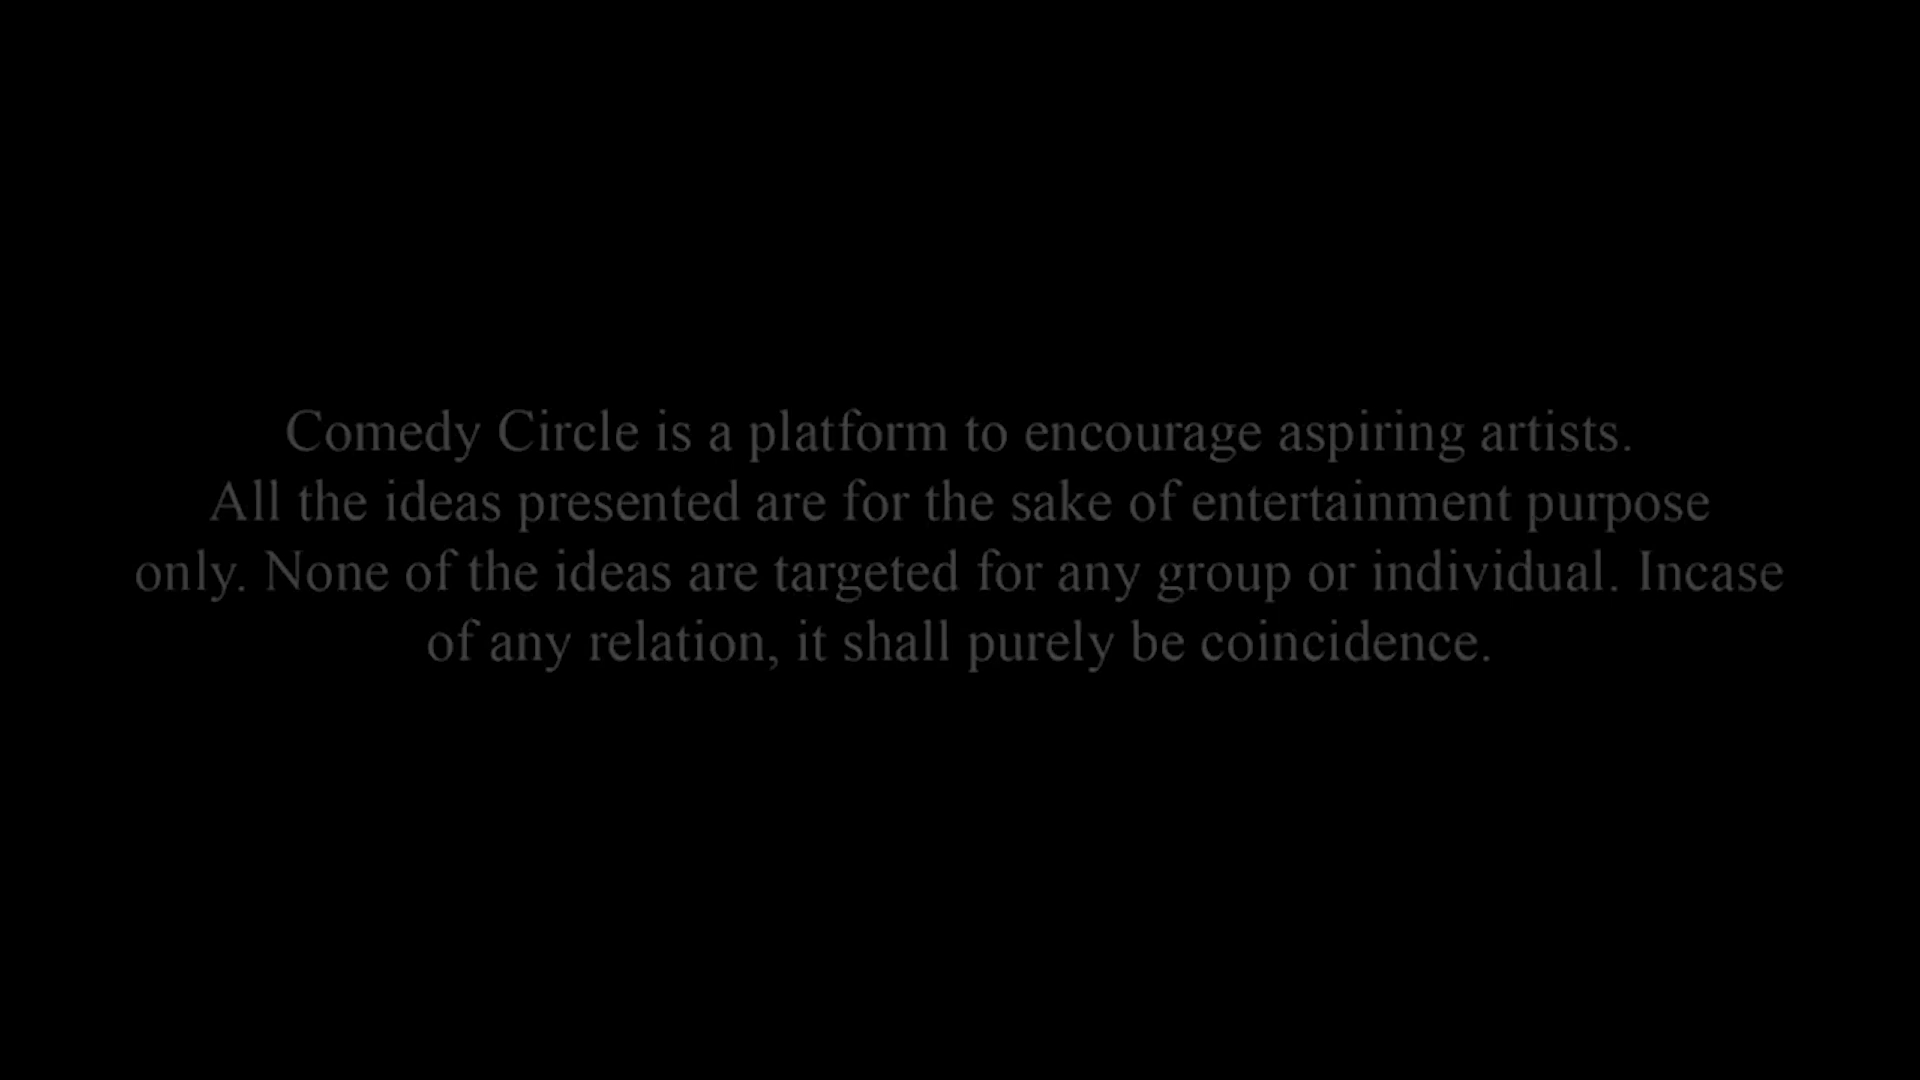 Comedy Circle is a platform to encourage aspiring artists.
All the ideas presented are for the sake of entertainment purpose
only. None of the ideas are targeted for any group or individual. Incase
of any relation, it shall purely be coincidence.